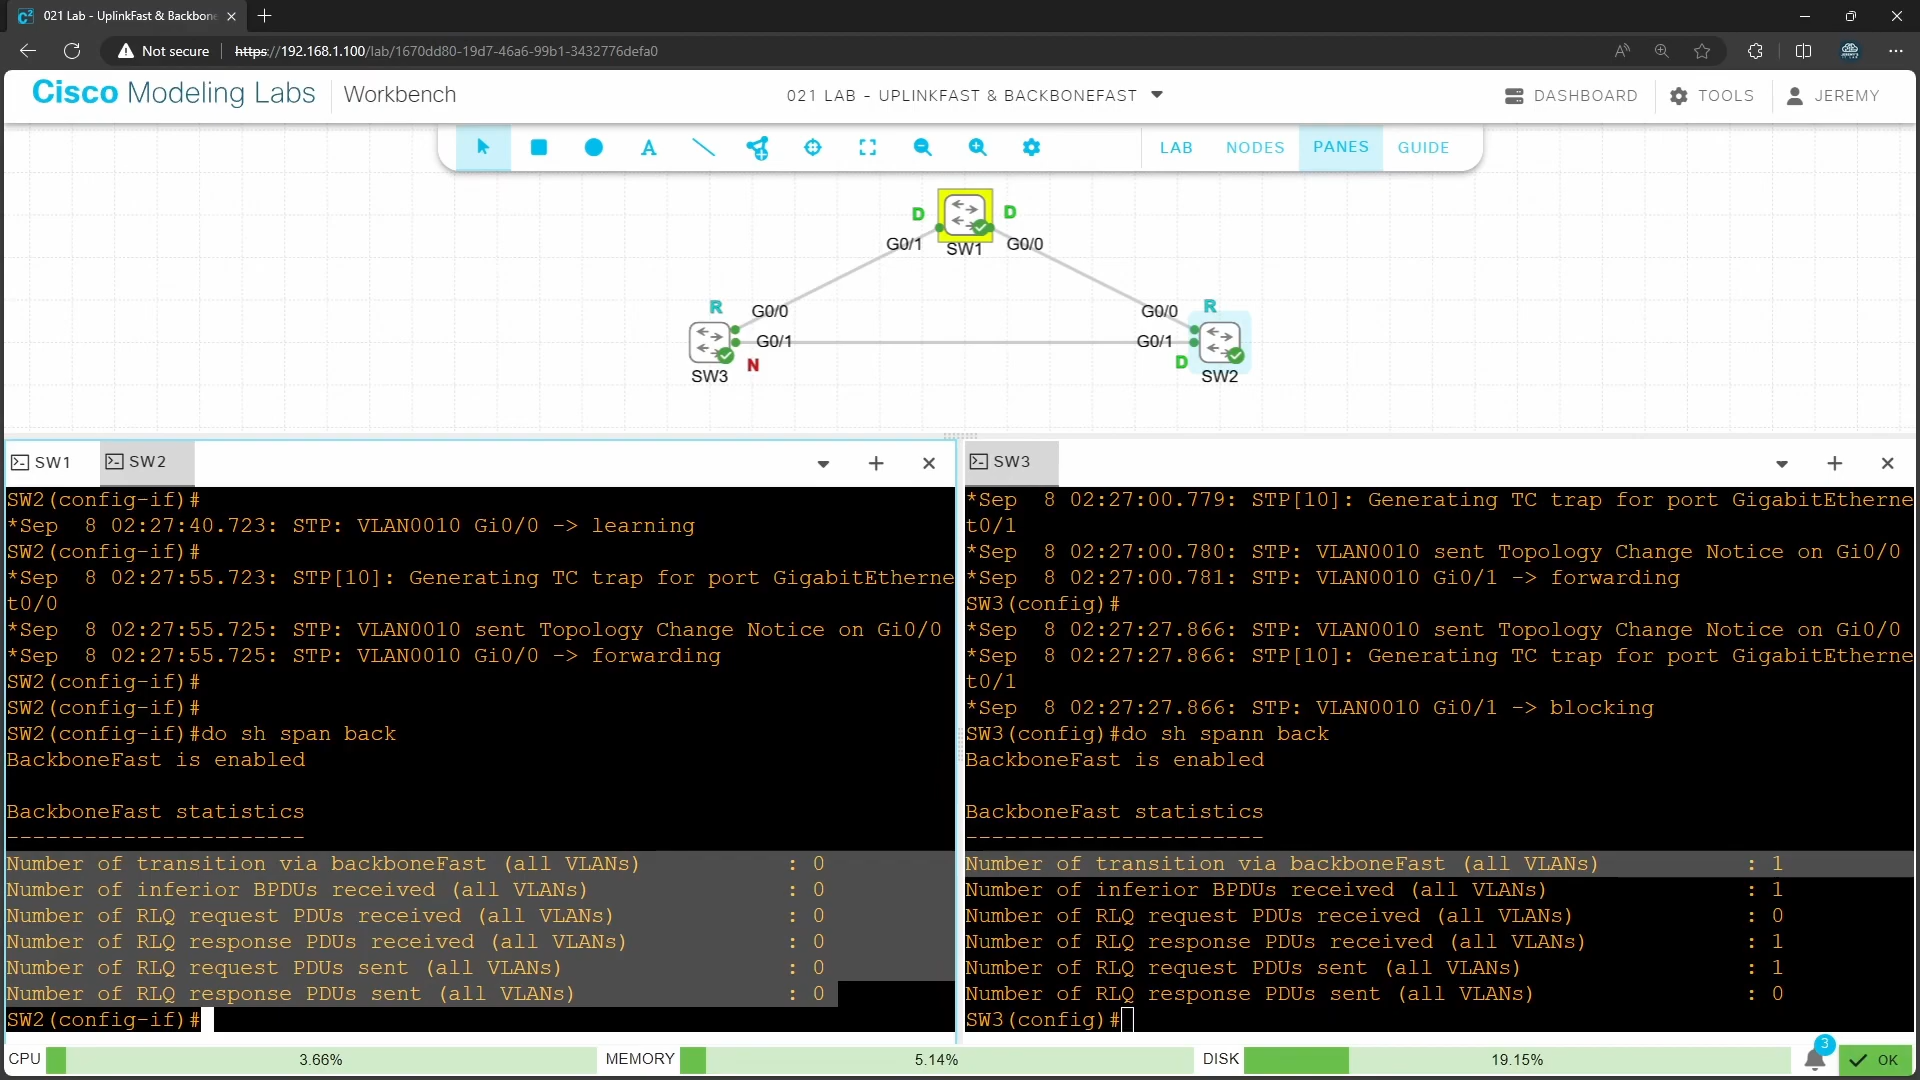 021 Lab - UplinkFast & Backbone
Not secure https://192.168.1.100/lab/1670dd80-19d7-46a6-99b1-3432776defa0
Cisco Modeling Labs Workbench 021 LAB - UPLINKFAST & BACKBONEFAST DASHBOARD TOOLS JEREMY
A LAB NODES PANES GUIDE
D D
G0/1 SW1 G0/0
R G0/0 G0/0 R
G0/1 G0/1
N D
SW3 SW2
SW1 SW2
SW2(config-if)#
*Sep  8 02:27:40.723: STP: VLAN0010 Gi0/0 -> learning
SW2(config-if)#
*Sep  8 02:27:55.723: STP[10]: Generating TC trap for port GigabitEtherne
t0/0
*Sep  8 02:27:55.725: STP: VLAN0010 sent Topology Change Notice on Gi0/0
*Sep  8 02:27:55.725: STP: VLAN0010 Gi0/0 -> forwarding
SW2(config-if)#
SW2(config-if)#
SW2(config-if)#do sh span back
BackboneFast is enabled
BackboneFast statistics
-----------------------
Number of transition via backboneFast (all VLANs) : 0
Number of inferior BPDUs received (all VLANs) : 0
Number of RLQ request PDUs received (all VLANs) : 0
Number of RLQ response PDUs received (all VLANs) : 0
Number of RLQ request PDUs sent (all VLANs) : 0
Number of RLQ response PDUs sent (all VLANs) : 0
SW2(config-if)#
SW3
*Sep  8 02:27:00.779: STP[10]: Generating TC trap for port GigabitEtherne
t0/1
*Sep  8 02:27:00.780: STP: VLAN0010 sent Topology Change Notice on Gi0/0
*Sep  8 02:27:00.781: STP: VLAN0010 Gi0/1 -> forwarding
SW3(config)#
*Sep  8 02:27:27.866: STP: VLAN0010 sent Topology Change Notice on Gi0/0
*Sep  8 02:27:27.866: STP[10]: Generating TC trap for port GigabitEtherne
t0/1
*Sep  8 02:27:27.866: STP: VLAN0010 Gi0/1 -> blocking
SW3(config)#do sh spann back
BackboneFast is enabled
BackboneFast statistics
-----------------------
Number of transition via backboneFast (all VLANs) : 1
Number of inferior BPDUs received (all VLANs) : 1
Number of RLQ request PDUs received (all VLANs) : 0
Number of RLQ response PDUs received (all VLANs) : 1
Number of RLQ request PDUs sent (all VLANs) : 1
Number of RLQ response PDUs sent (all VLANs) : 0
SW3(config)#
CPU 3.66% MEMORY 5.14% DISK 19.15% 3 OK